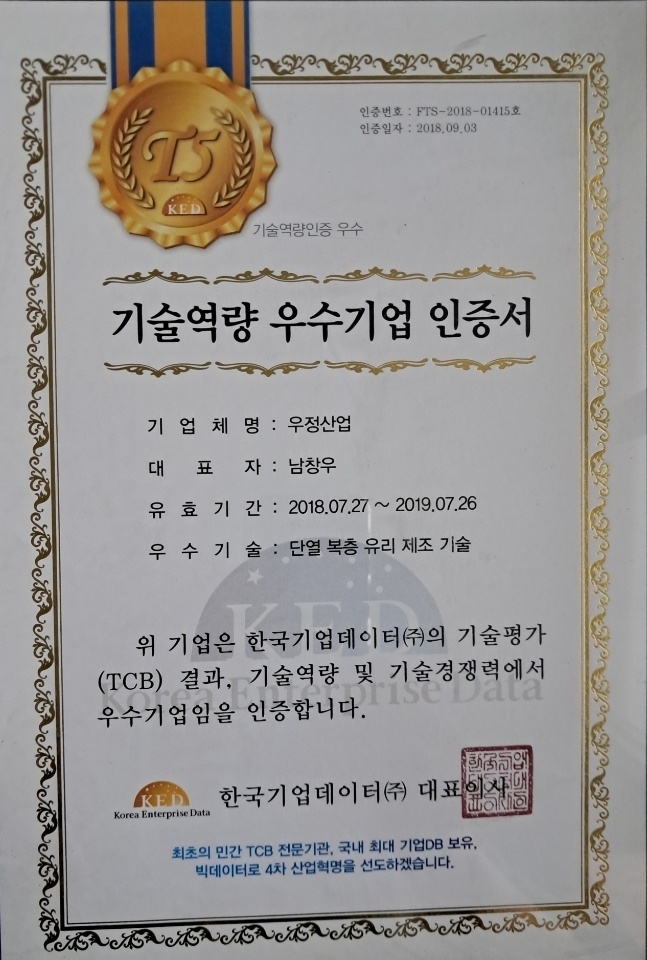 인증번호 : FTS-2018-01415호
인증일자 : 2018.09.03
T5
KED
기술역량인증 우수
기술역량 우수기업 인증서
기 업 체 명 : 우정산업
대 표 자 : 남창우
유 효 기 간 : 2018.07.27 ~ 2019.07.26
우 수 기 술 : 단열 복층 유리 제조 기술
KED
Korea Enterprise Data
위 기업은 한국기업데이터㈜의 기술평가
(TCB) 결과, 기술역량 및 기술경쟁력에서
우수기업임을 인증합니다.
KED
Korea Enterprise Data
한국기업데이터㈜ 대표이사
최초의 민간 TCB 전문기관, 국내 최대 기업DB 보유,
빅데이터로 4차 산업혁명을 선도하겠습니다.